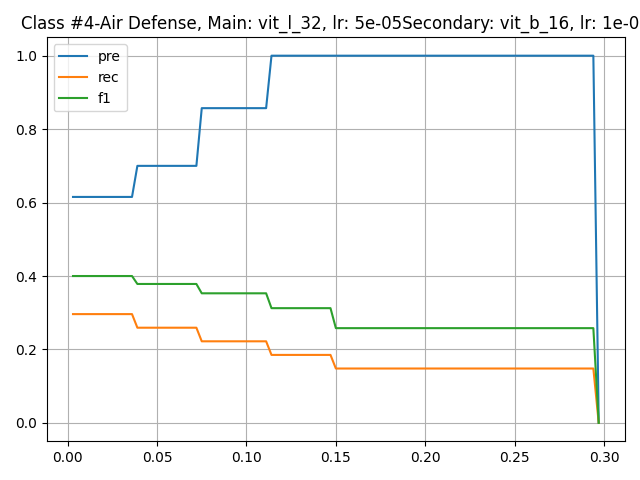 Class #4-Air Defense, Main: vit_l_32, lr: 5e-05Secondary: vit_b_16, lr: 1e-0
pre
rec
f1
1.0
0.8
0.6
0.4
0.2
0.0
0.00 0.05 0.10 0.15 0.20 0.25 0.30